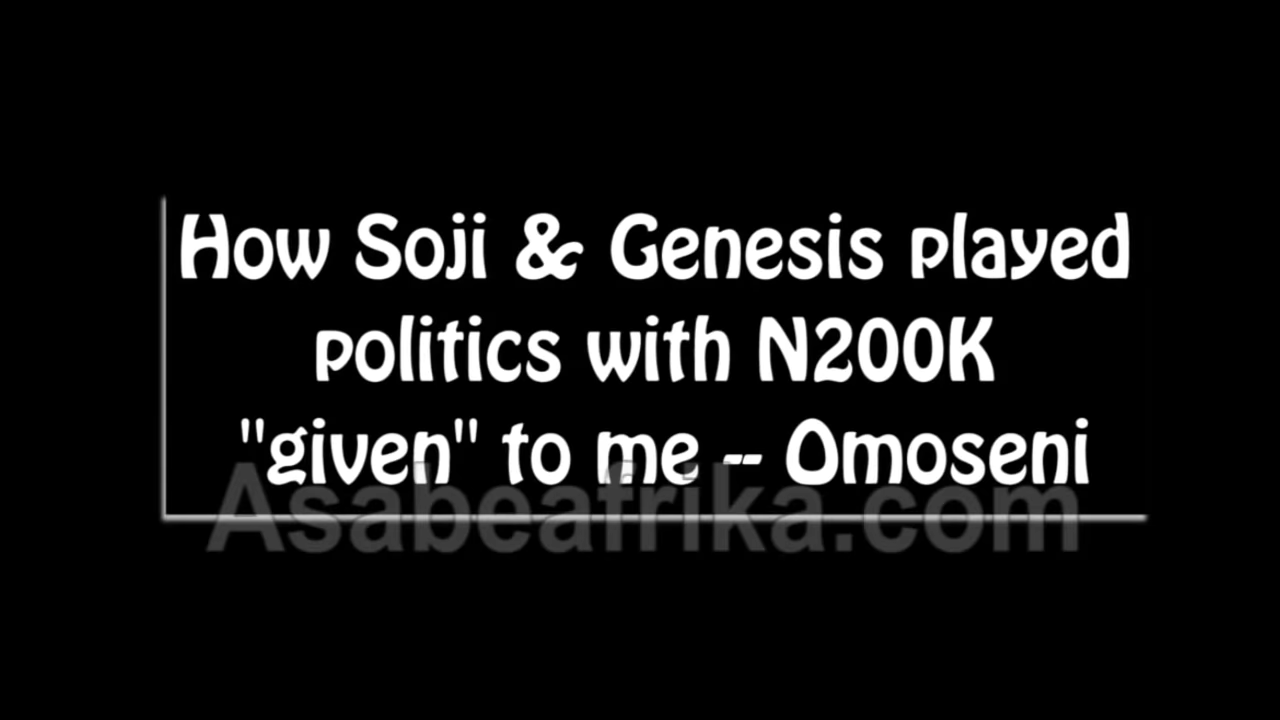 How Soji & Genesis played
politics with N200K
"given" to me -- Omoseni
Asabeafrika.com